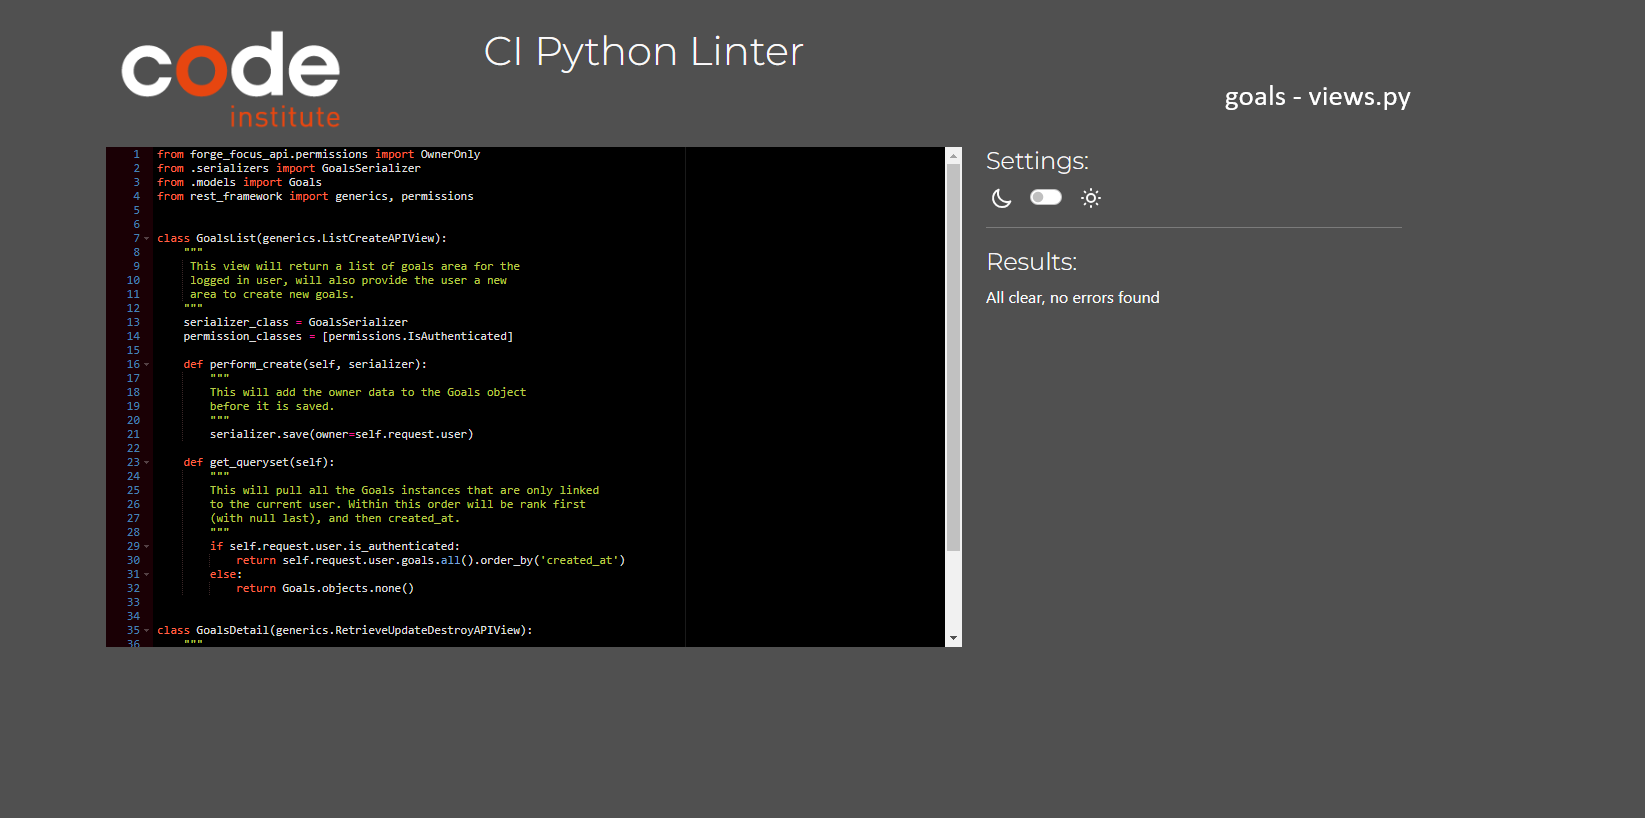 code
institute
CI Python Linter
goals - views.py
1 from forge_focus_api.permissions import OwnerOnly
2 from .serializers import GoalsSerializer
3 from .models import Goals
4 from rest_framework import generics, permissions
5
6
7 class GoalsList(generics.ListCreateAPIView):
8     """
9      This view will return a list of goals area for the
10      logged in user, will also provide the user a new
11      area to create new goals.
12     """
13     serializer_class = GoalsSerializer
14     permission_classes = [permissions.IsAuthenticated]
15
16     def perform_create(self, serializer):
17         """
18         This will add the owner data to the Goals object
19         before it is saved.
20         """
21         serializer.save(owner=self.request.user)
22
23     def get_queryset(self):
24         """
25         This will pull all the Goals instances that are only linked
26         to the current user. Within this order will be rank first
27         (with null last), and then created_at.
28         """
29         if self.request.user.is_authenticated:
30             return self.request.user.goals.all().order_by('created_at')
31         else:
32             return Goals.objects.none()
33
34
35 class GoalsDetail(generics.RetrieveUpdateDestroyAPIView):
36     """
Settings:
Results:
All clear, no errors found